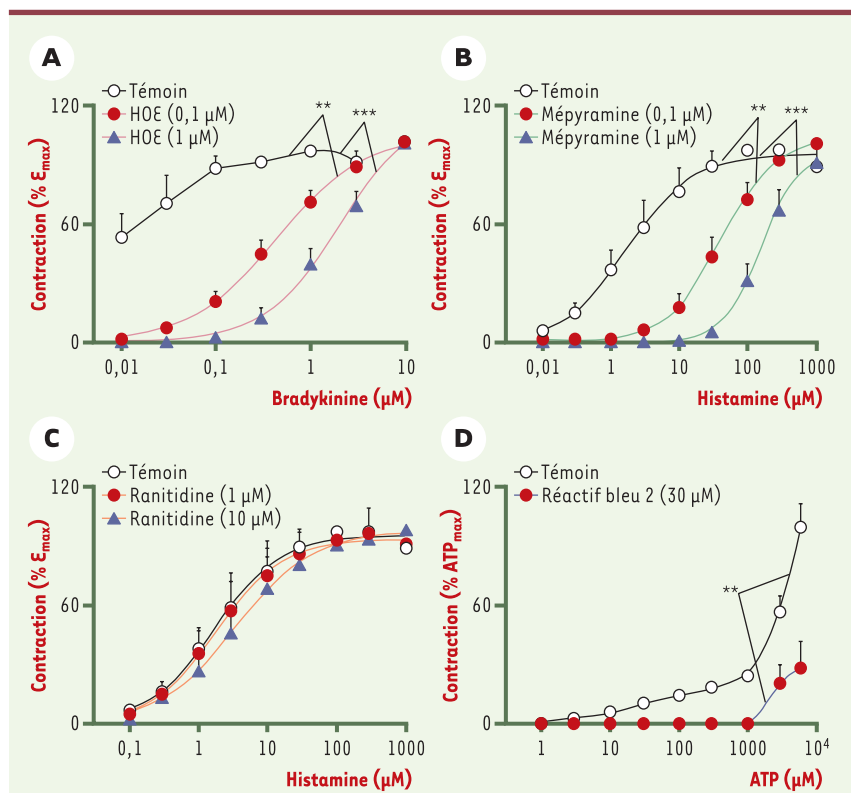 A
Témoin
HOE (0,1 µM)
HOE (1 µM)
** ***
120
60
0
Contraction (% Emax)
0,01 0,1 1 10
Bradykinine (µM)
B
Témoin
Mépyramine (0,1 µM)
Mépyramine (1 µM)
** ***
120
60
0
Contraction (% Emax)
0,01 1 10 100 1000
Histamine (µM)
C
Témoin
Ranitidine (1 µM)
Ranitidine (10 µM)
120
60
0
Contraction (% Emax)
0,1 1 10 100 1000
Histamine (µM)
D
Témoin
Réactif bleu 2 (30 µM)
**
120
60
0
Contraction (% ATPmax)
1 10 100 1000 10⁴
ATP (µM)